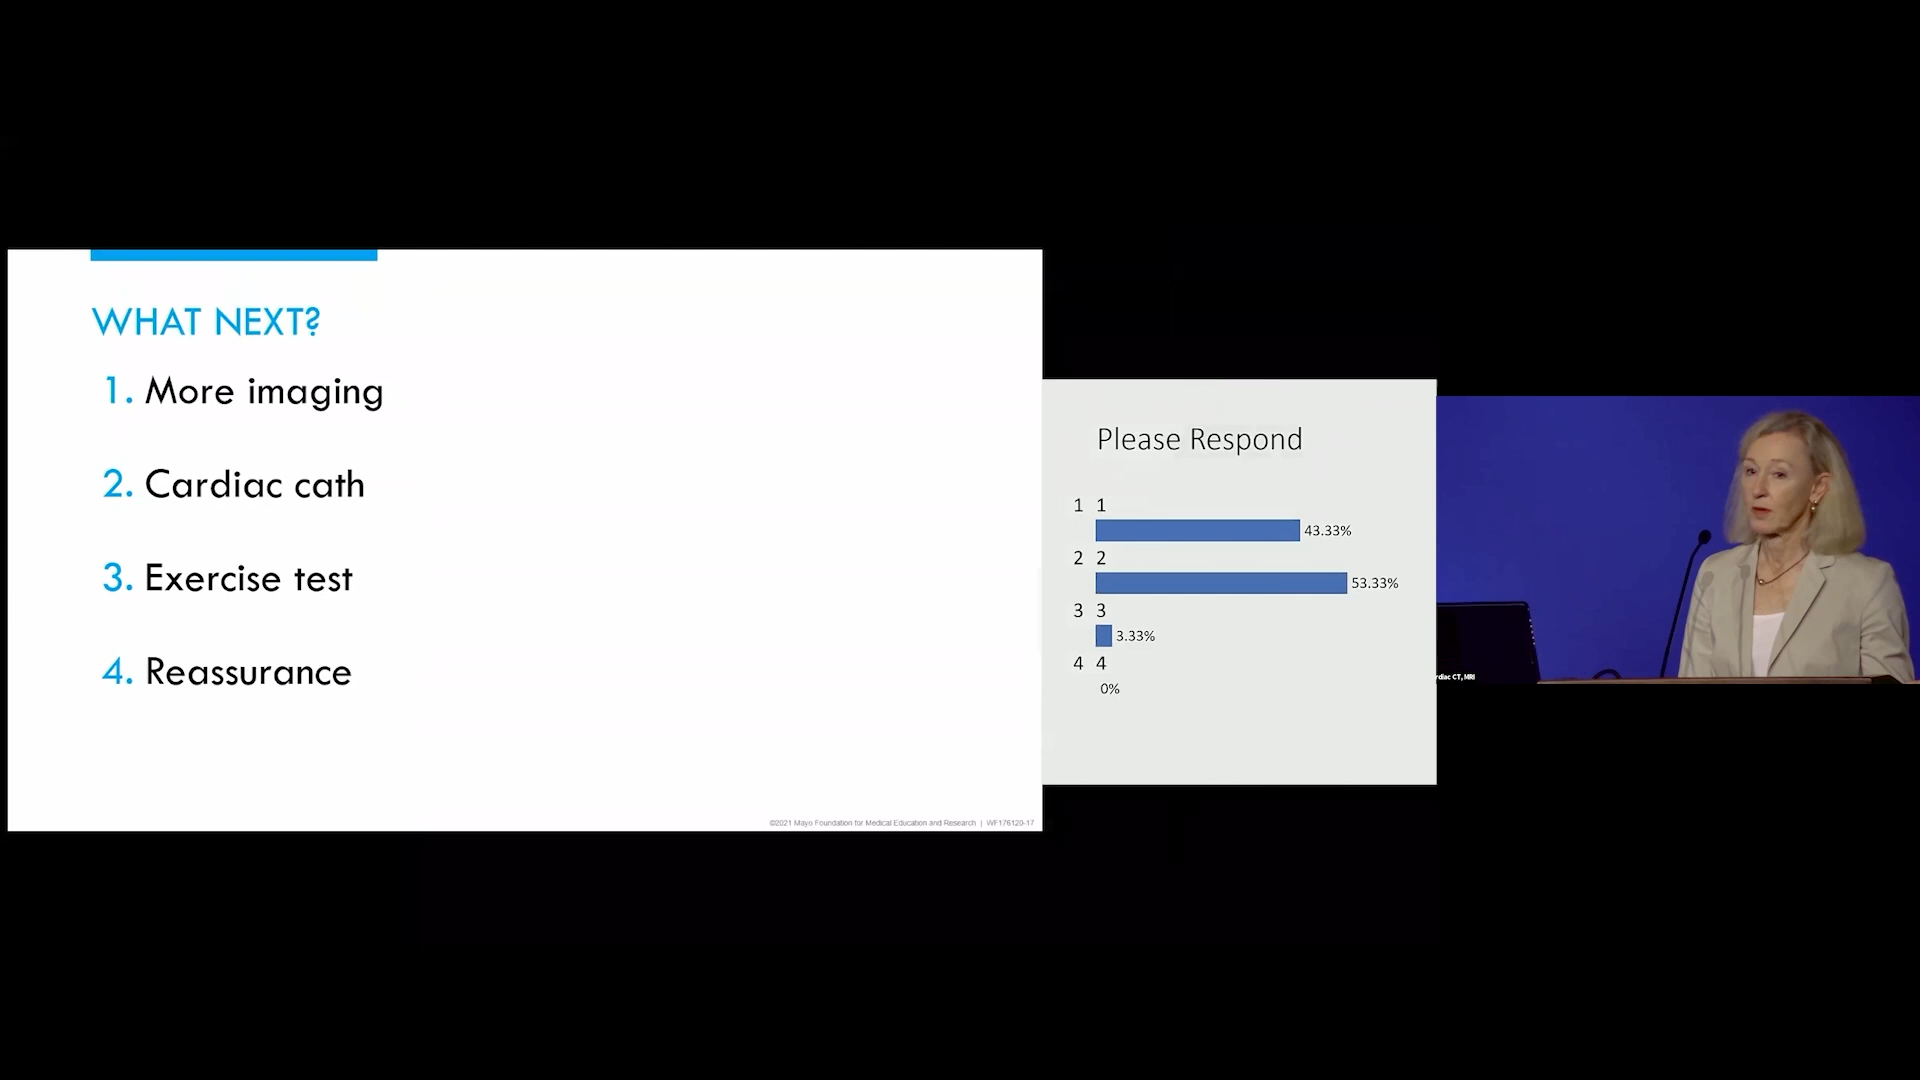 WHAT NEXT?
1. More imaging
2. Cardiac cath
3. Exercise test
4. Reassurance
©2021 Mayo Foundation for Medical Education and Research | WF176120-17
Please Respond
1 1
43.33%
2 2
53.33%
3 3
3.33%
4 4
0%
CT, MRI